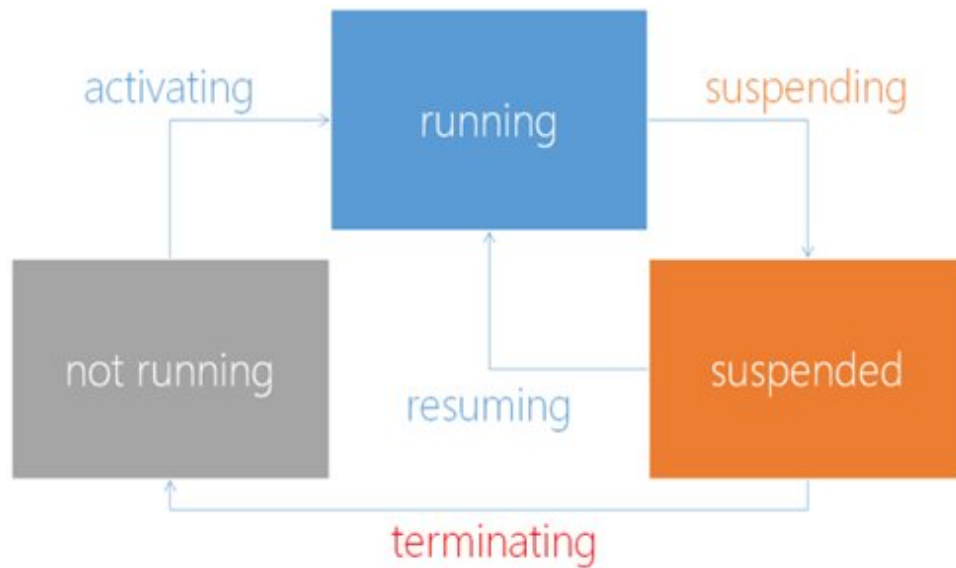 activating
running
suspending
not running
resuming
suspended
terminating